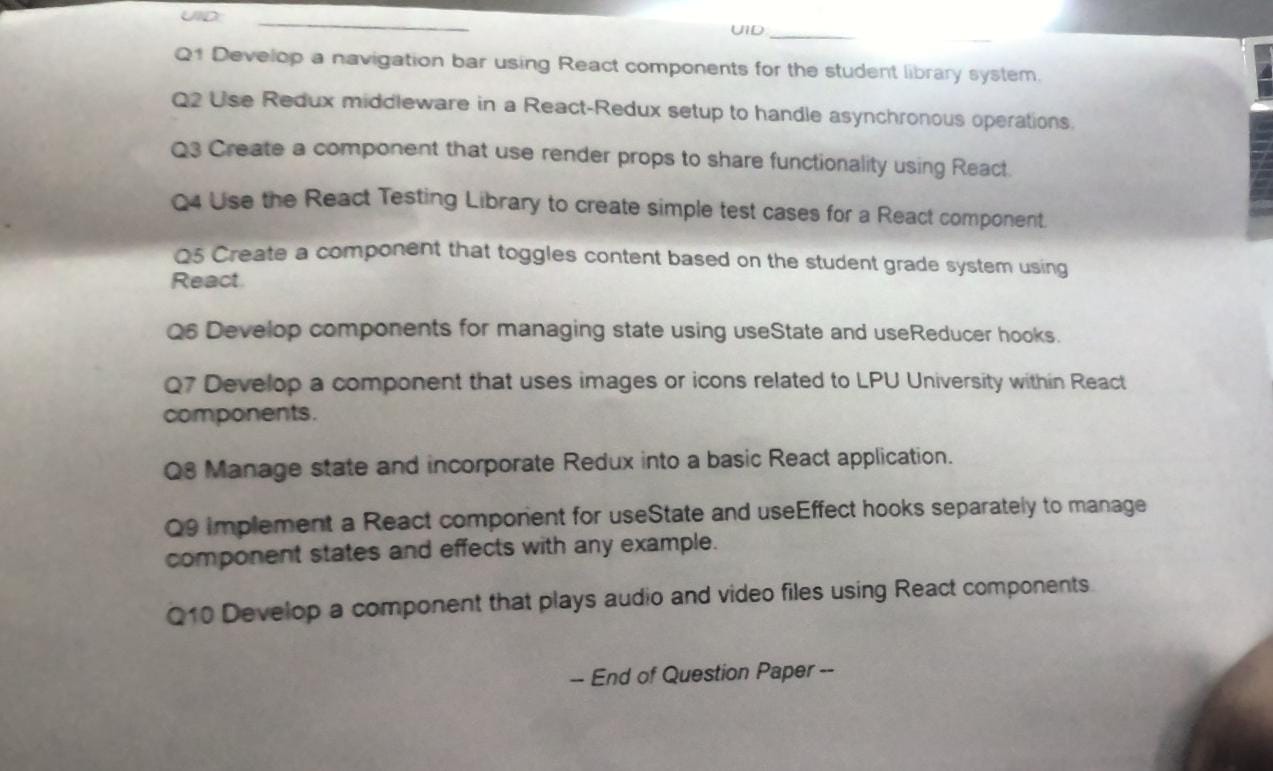 UID: ____________
UID ____________
Q1 Develop a navigation bar using React components for the student library system.
Q2 Use Redux middleware in a React-Redux setup to handle asynchronous operations.
Q3 Create a component that use render props to share functionality using React.
Q4 Use the React Testing Library to create simple test cases for a React component.
Q5 Create a component that toggles content based on the student grade system using
React.
Q6 Develop components for managing state using useState and useReducer hooks.
Q7 Develop a component that uses images or icons related to LPU University within React
components.
Q8 Manage state and incorporate Redux into a basic React application.
Q9 Implement a React component for useState and useEffect hooks separately to manage
component states and effects with any example.
Q10 Develop a component that plays audio and video files using React components.
-- End of Question Paper --